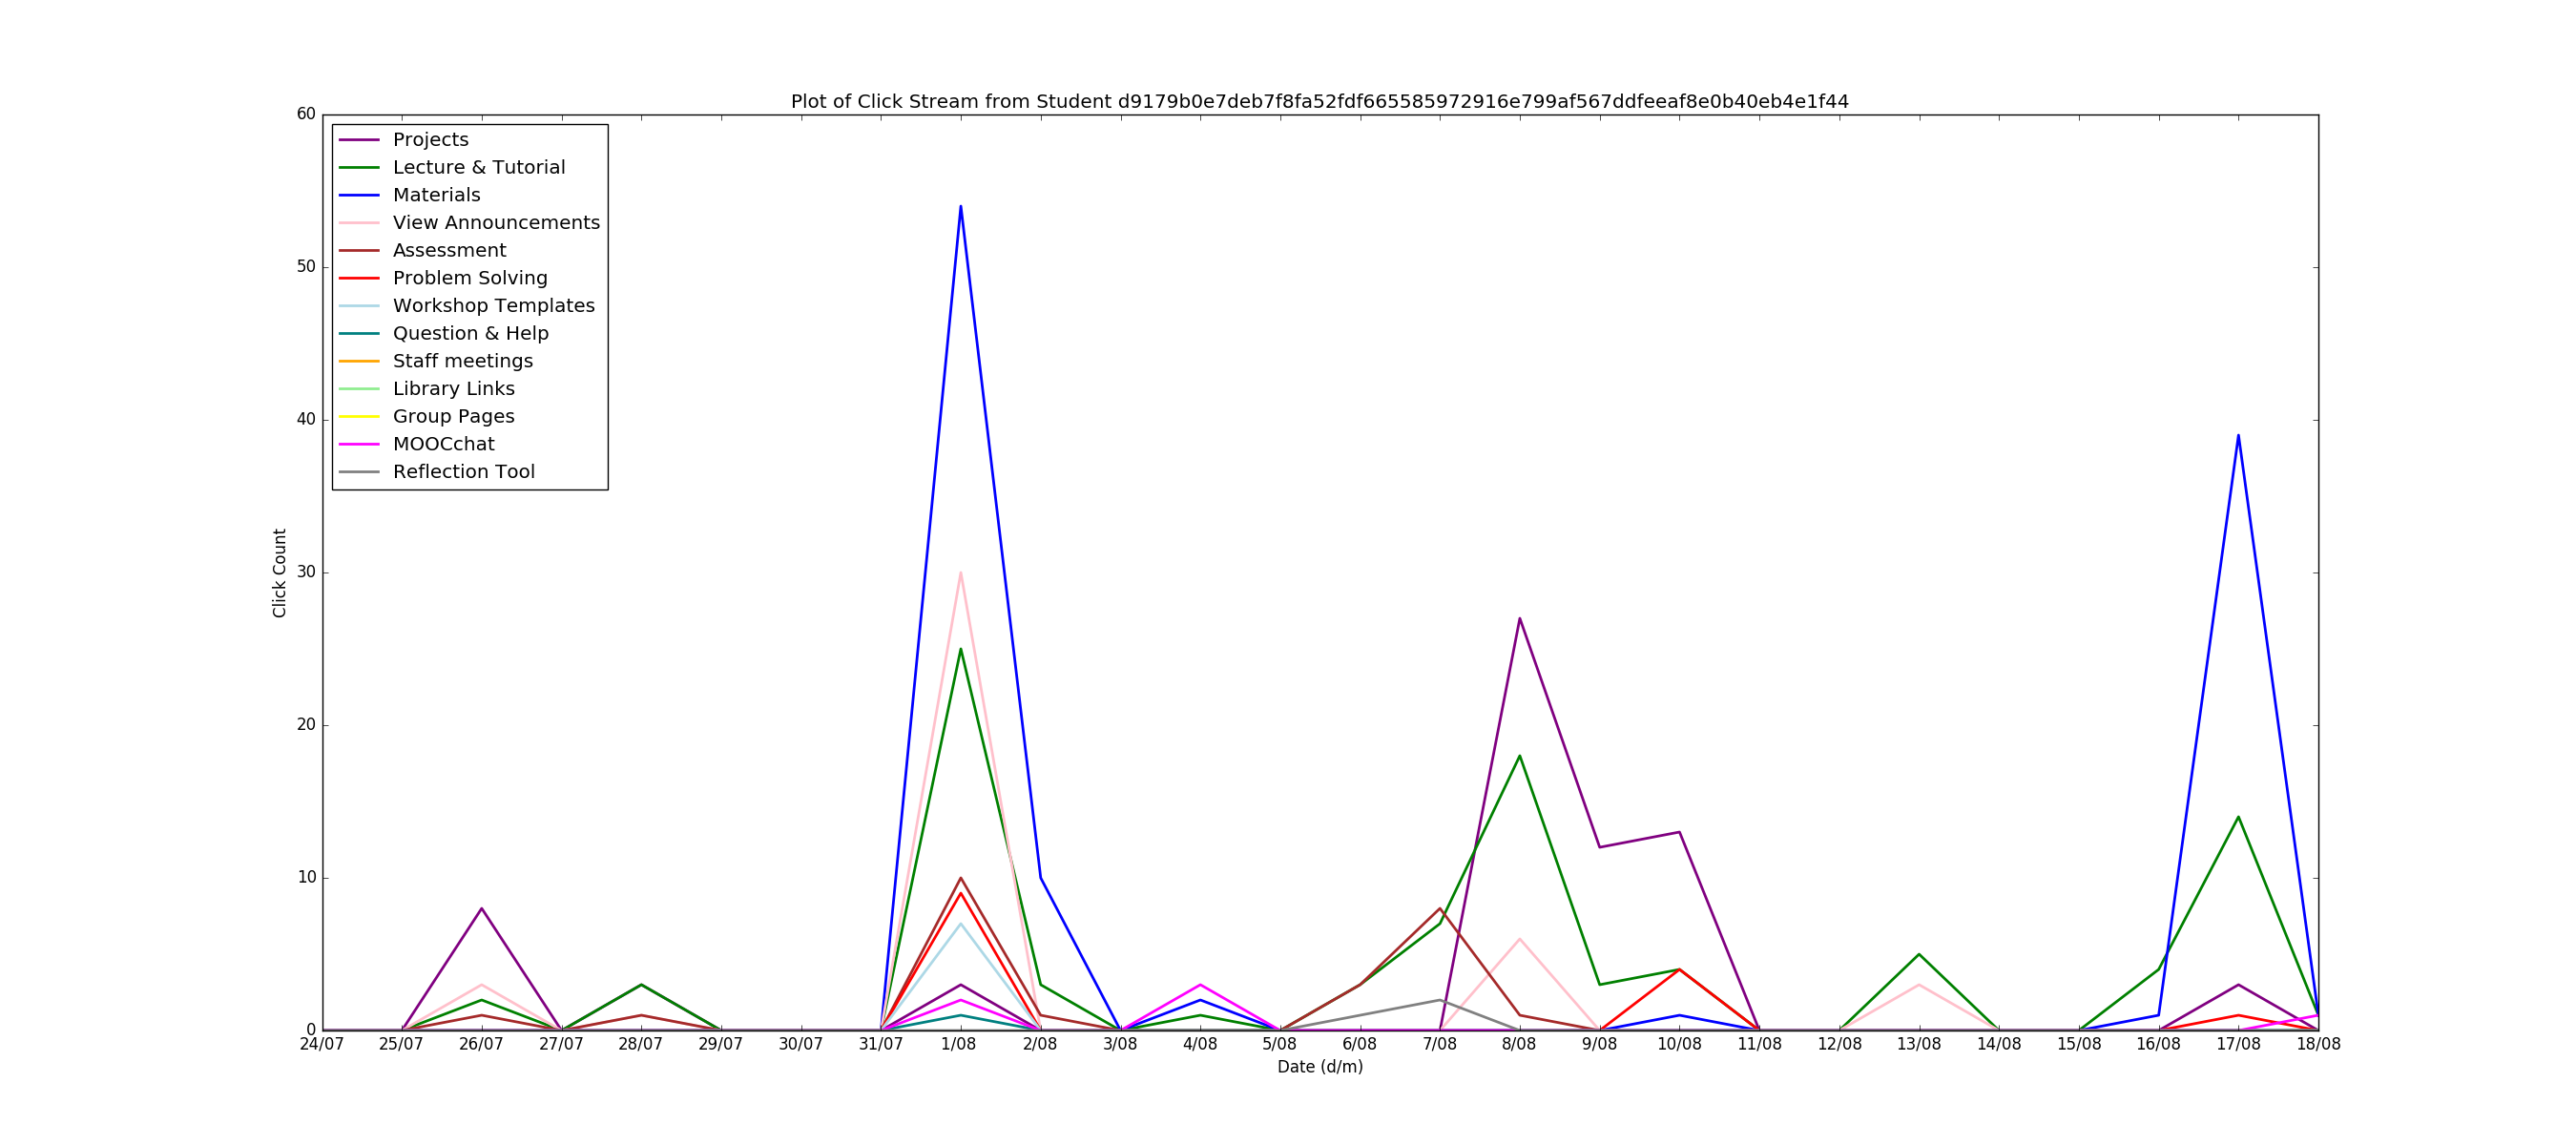 Plot of Click Stream from Student d9179b0e7deb7f8fa52fdf665585972916e799af567ddfeeaf8e0b40eb4e1f44
60
50
40
30
20
10
0
Click Count
Projects
Lecture & Tutorial
Materials
View Announcements
Assessment
Problem Solving
Workshop Templates
Question & Help
Staff meetings
Library Links
Group Pages
MOOCchat
Reflection Tool
24/07 25/07 26/07 27/07 28/07 29/07 30/07 31/07 1/08 2/08 3/08 4/08 5/08 6/08 7/08 8/08 9/08 10/08 11/08 12/08 13/08 14/08 15/08 16/08 17/08 18/08
Date (d/m)